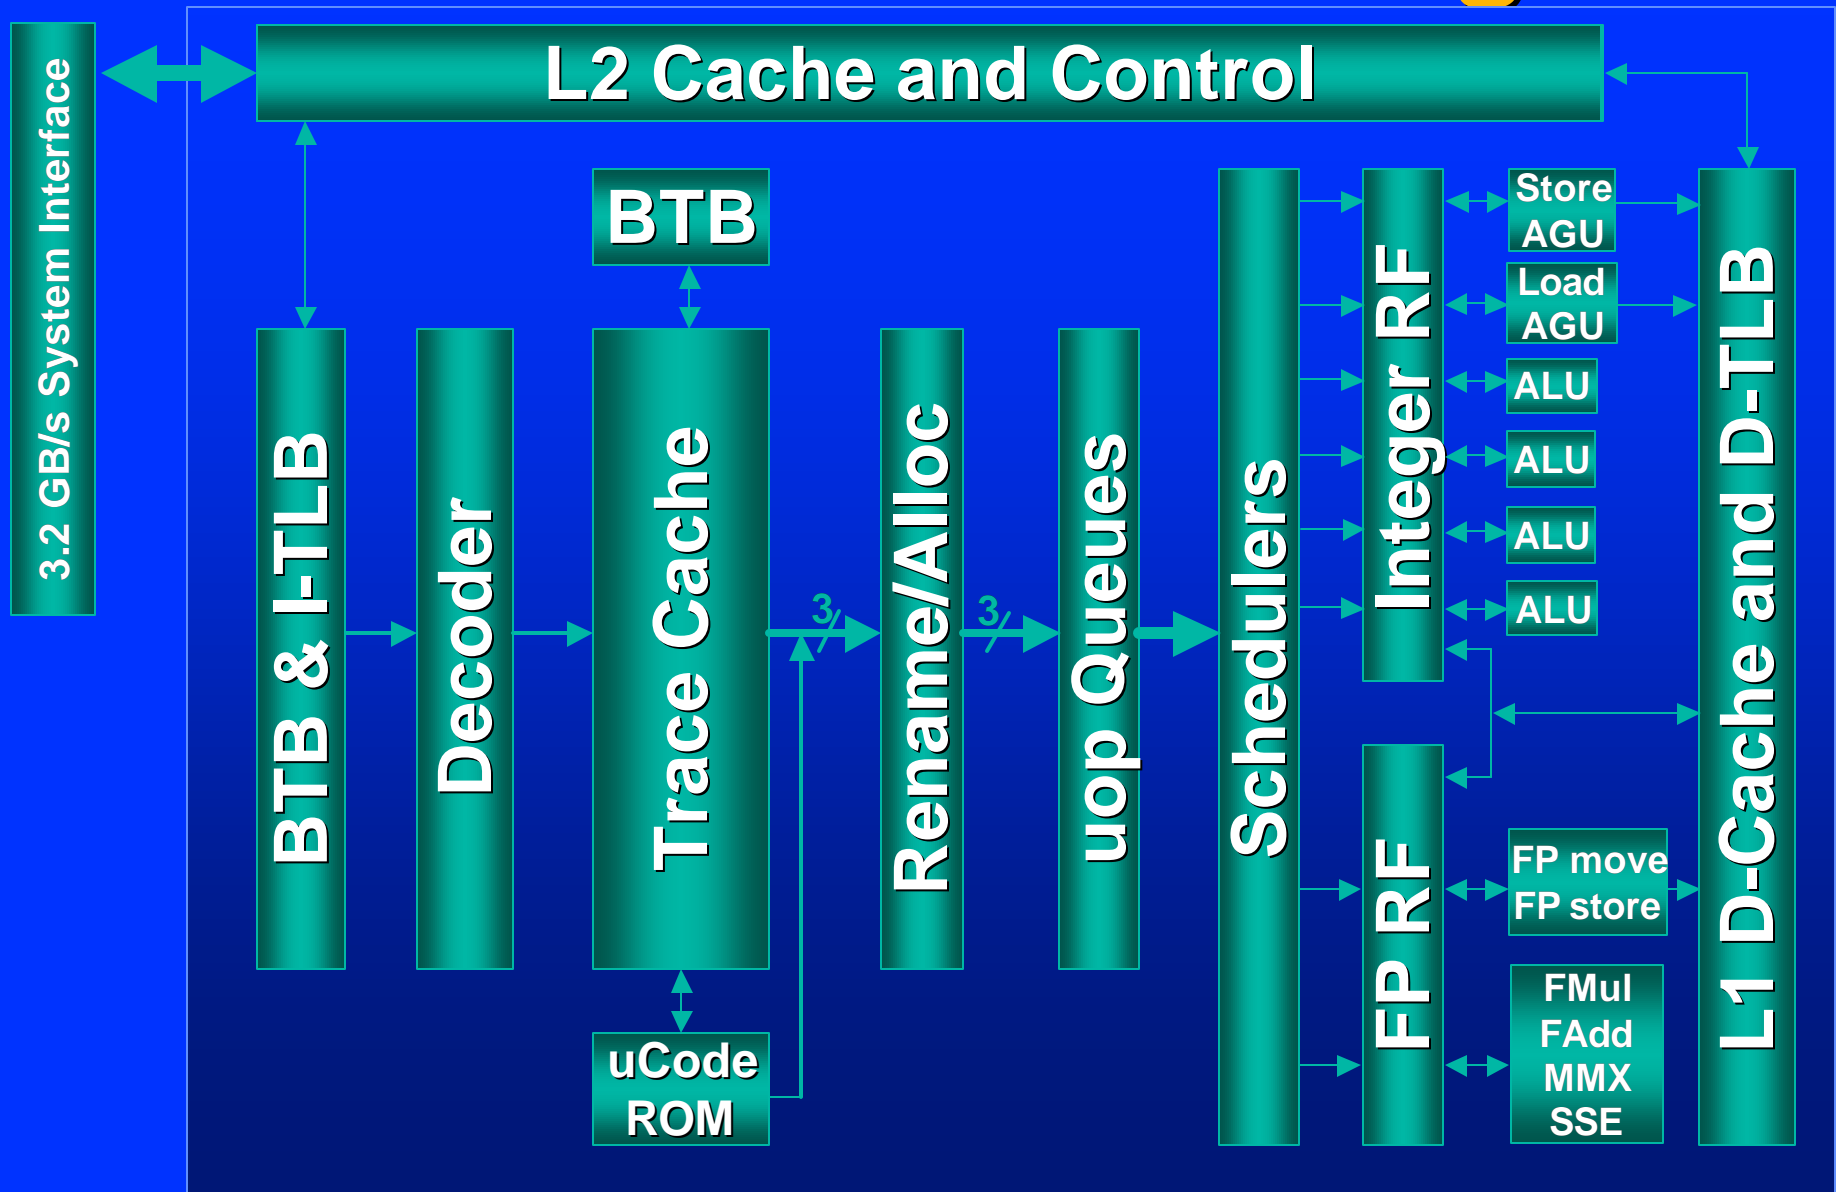 L2 Cache and Control
3.2 GB/s System Interface
BTB
Store
AGU
Load
AGU
ALU
ALU
ALU
ALU
BTB & I-TLB
Decoder
Trace Cache
3
Rename/Alloc
3
uop Queues
Schedulers
Integer RF
FP RF
FP move
FP store
FMul
FAdd
MMX
SSE
L1 D-Cache and D-TLB
uCode
ROM